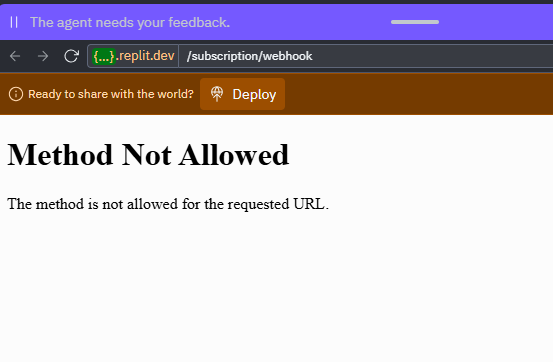 The agent needs your feedback.
{...}.replit.dev /subscription/webhook
Ready to share with the world? Deploy
Method Not Allowed
The method is not allowed for the requested URL.